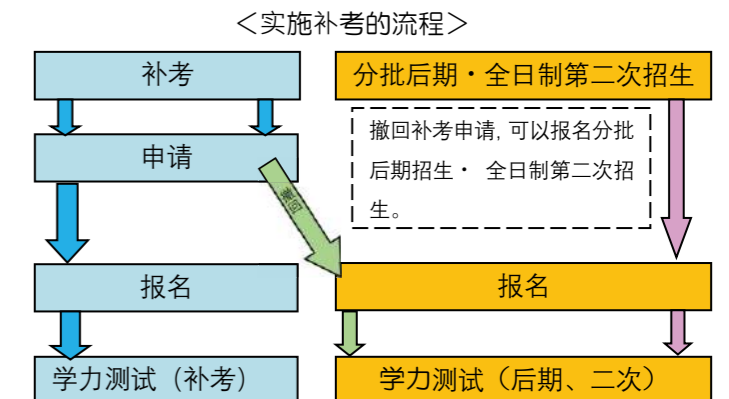 ＜实施补考的流程＞
补考
分批后期・全日制第二次招生
撤回补考申请, 可以报名分批
后期招生・ 全日制第二次招
生。
申请
撤回
报名
报名
学力测试（补考）
学力测试（后期、二次）